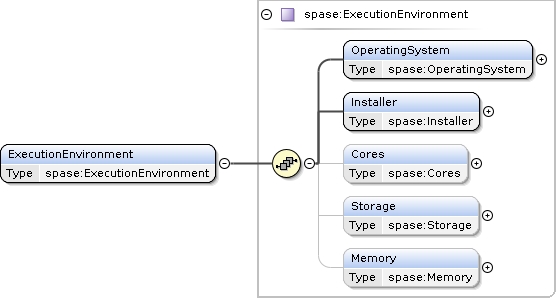 spase:ExecutionEnvironment
OperatingSystem
Type spase:OperatingSystem
Installer
Type spase:Installer
ExecutionEnvironment
Type spase:ExecutionEnvironment
Cores
Type spase:Cores
Storage
Type spase:Storage
Memory
Type spase:Memory